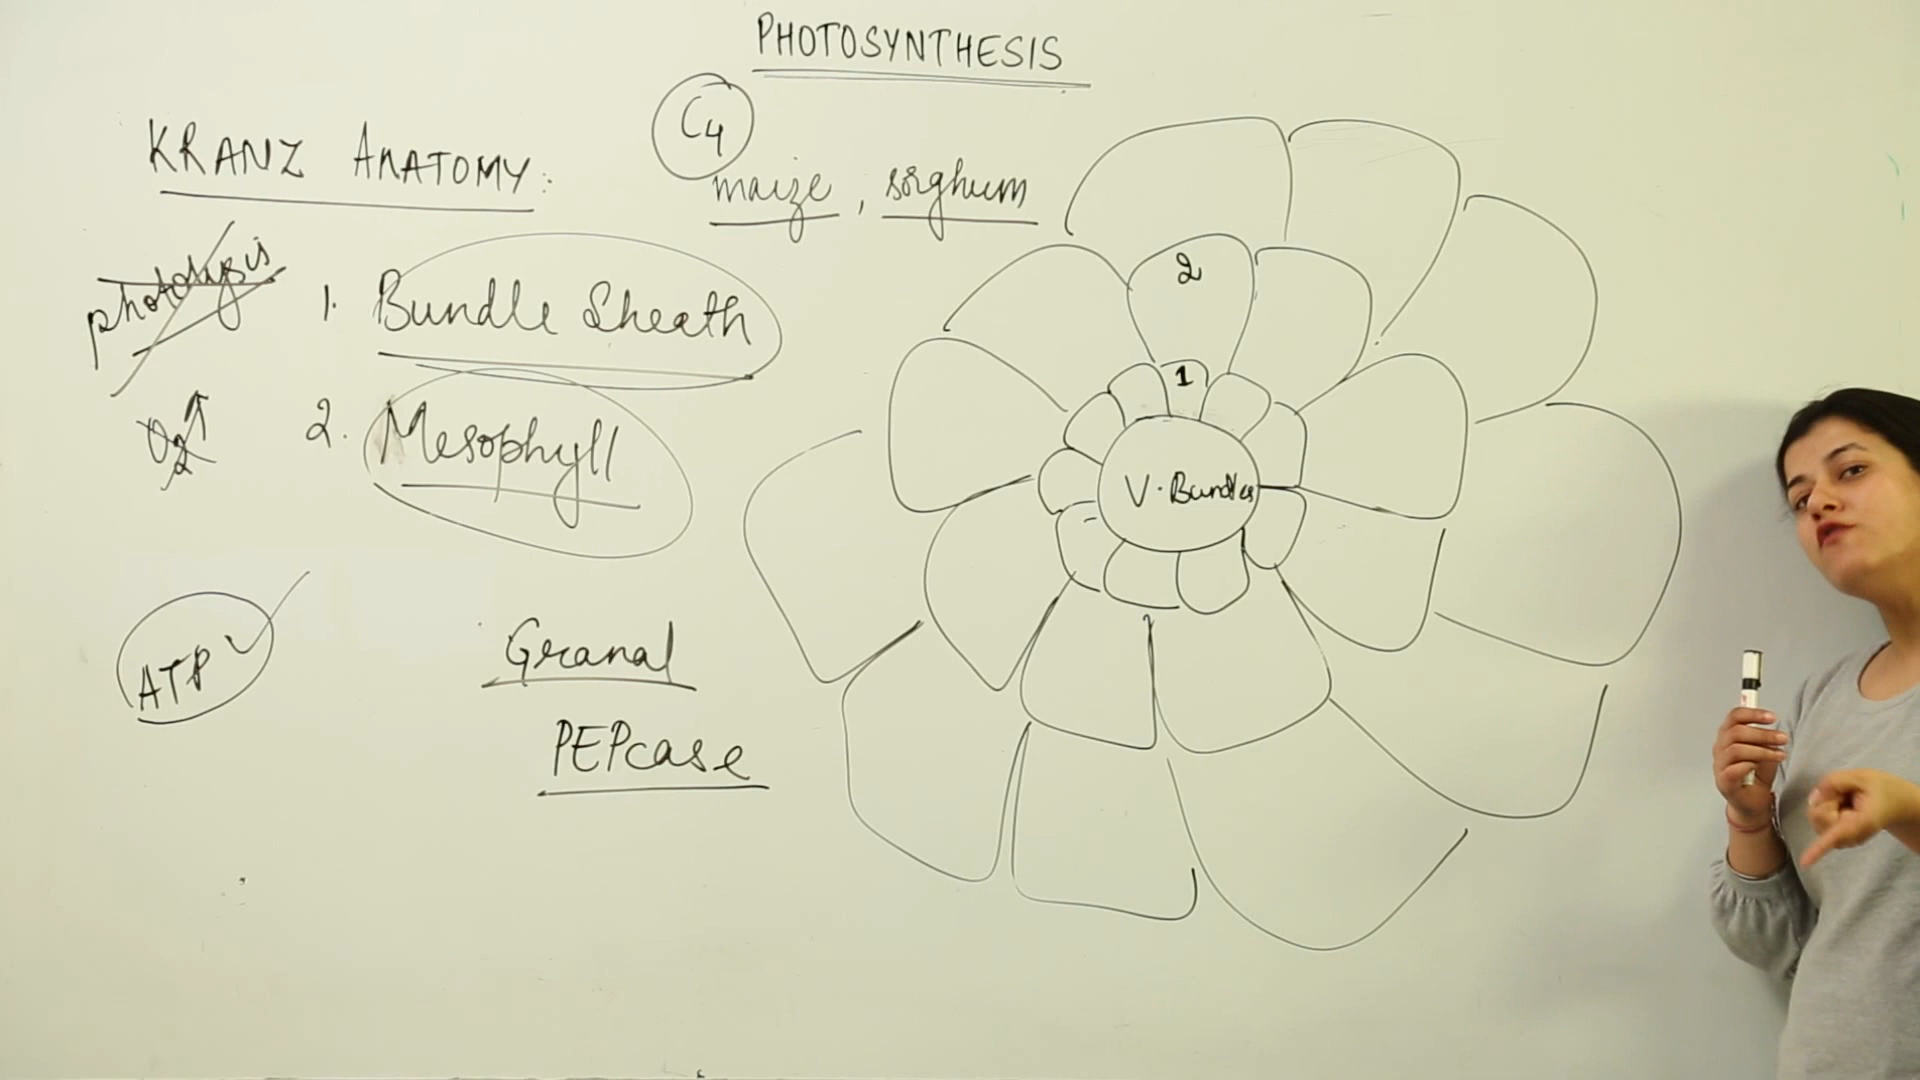 PHOTOSYNTHESIS
C4
KRANZ ANATOMY:
maize, sorghum
photolysis
1. Bundle Sheath
O2↑
2. Mesophyll
ATP ✓
Granal
PEPcase
2
1
V. Bundles